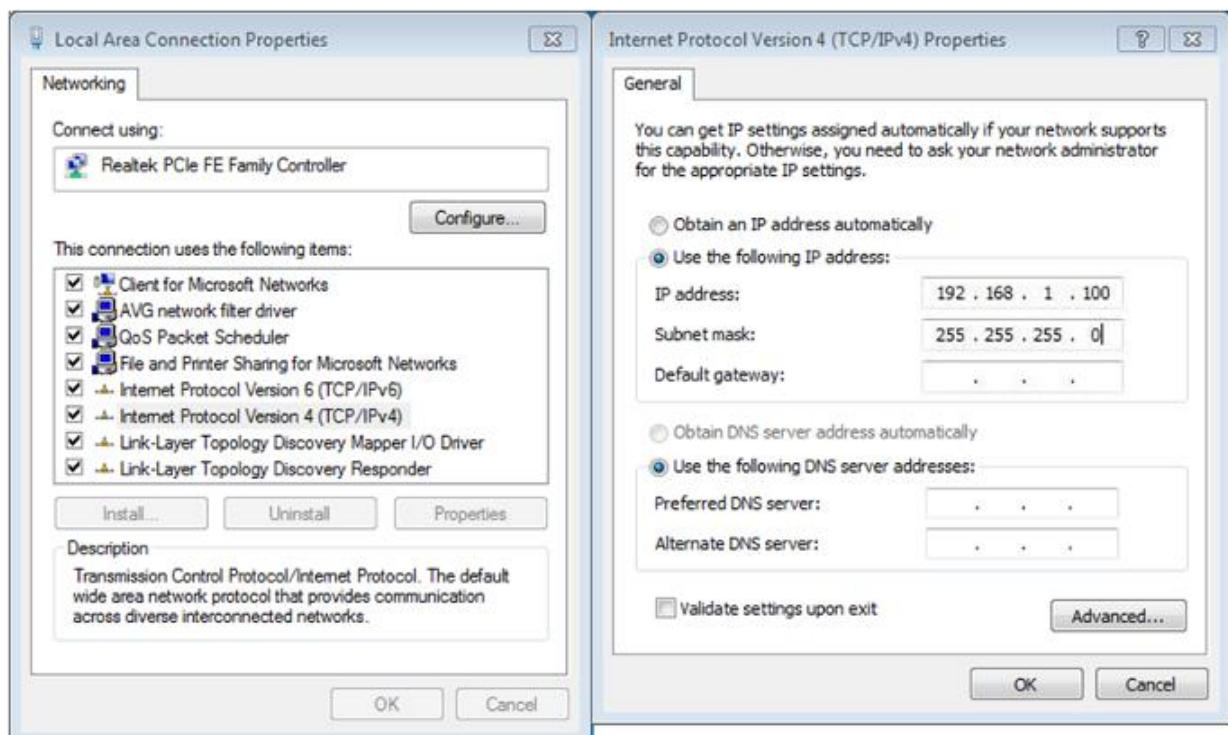 Local Area Connection Properties
Networking
Connect using:
Realtek PCIe FE Family Controller
Configure...
This connection uses the following items:
Client for Microsoft Networks
AVG network filter driver
QoS Packet Scheduler
File and Printer Sharing for Microsoft Networks
Internet Protocol Version 6 (TCP/IPv6)
Internet Protocol Version 4 (TCP/IPv4)
Link-Layer Topology Discovery Mapper I/O Driver
Link-Layer Topology Discovery Responder
Install... Uninstall Properties
Description
Transmission Control Protocol/Internet Protocol. The default
wide area network protocol that provides communication
across diverse interconnected networks.
OK Cancel
Internet Protocol Version 4 (TCP/IPv4) Properties
General
You can get IP settings assigned automatically if your network supports
this capability. Otherwise, you need to ask your network administrator
for the appropriate IP settings.
Obtain an IP address automatically
Use the following IP address:
IP address: 192 . 168 . 1 . 100
Subnet mask: 255 . 255 . 255 . 0
Default gateway: . . .
Obtain DNS server address automatically
Use the following DNS server addresses:
Preferred DNS server: . . .
Alternate DNS server: . . .
Validate settings upon exit
Advanced...
OK Cancel